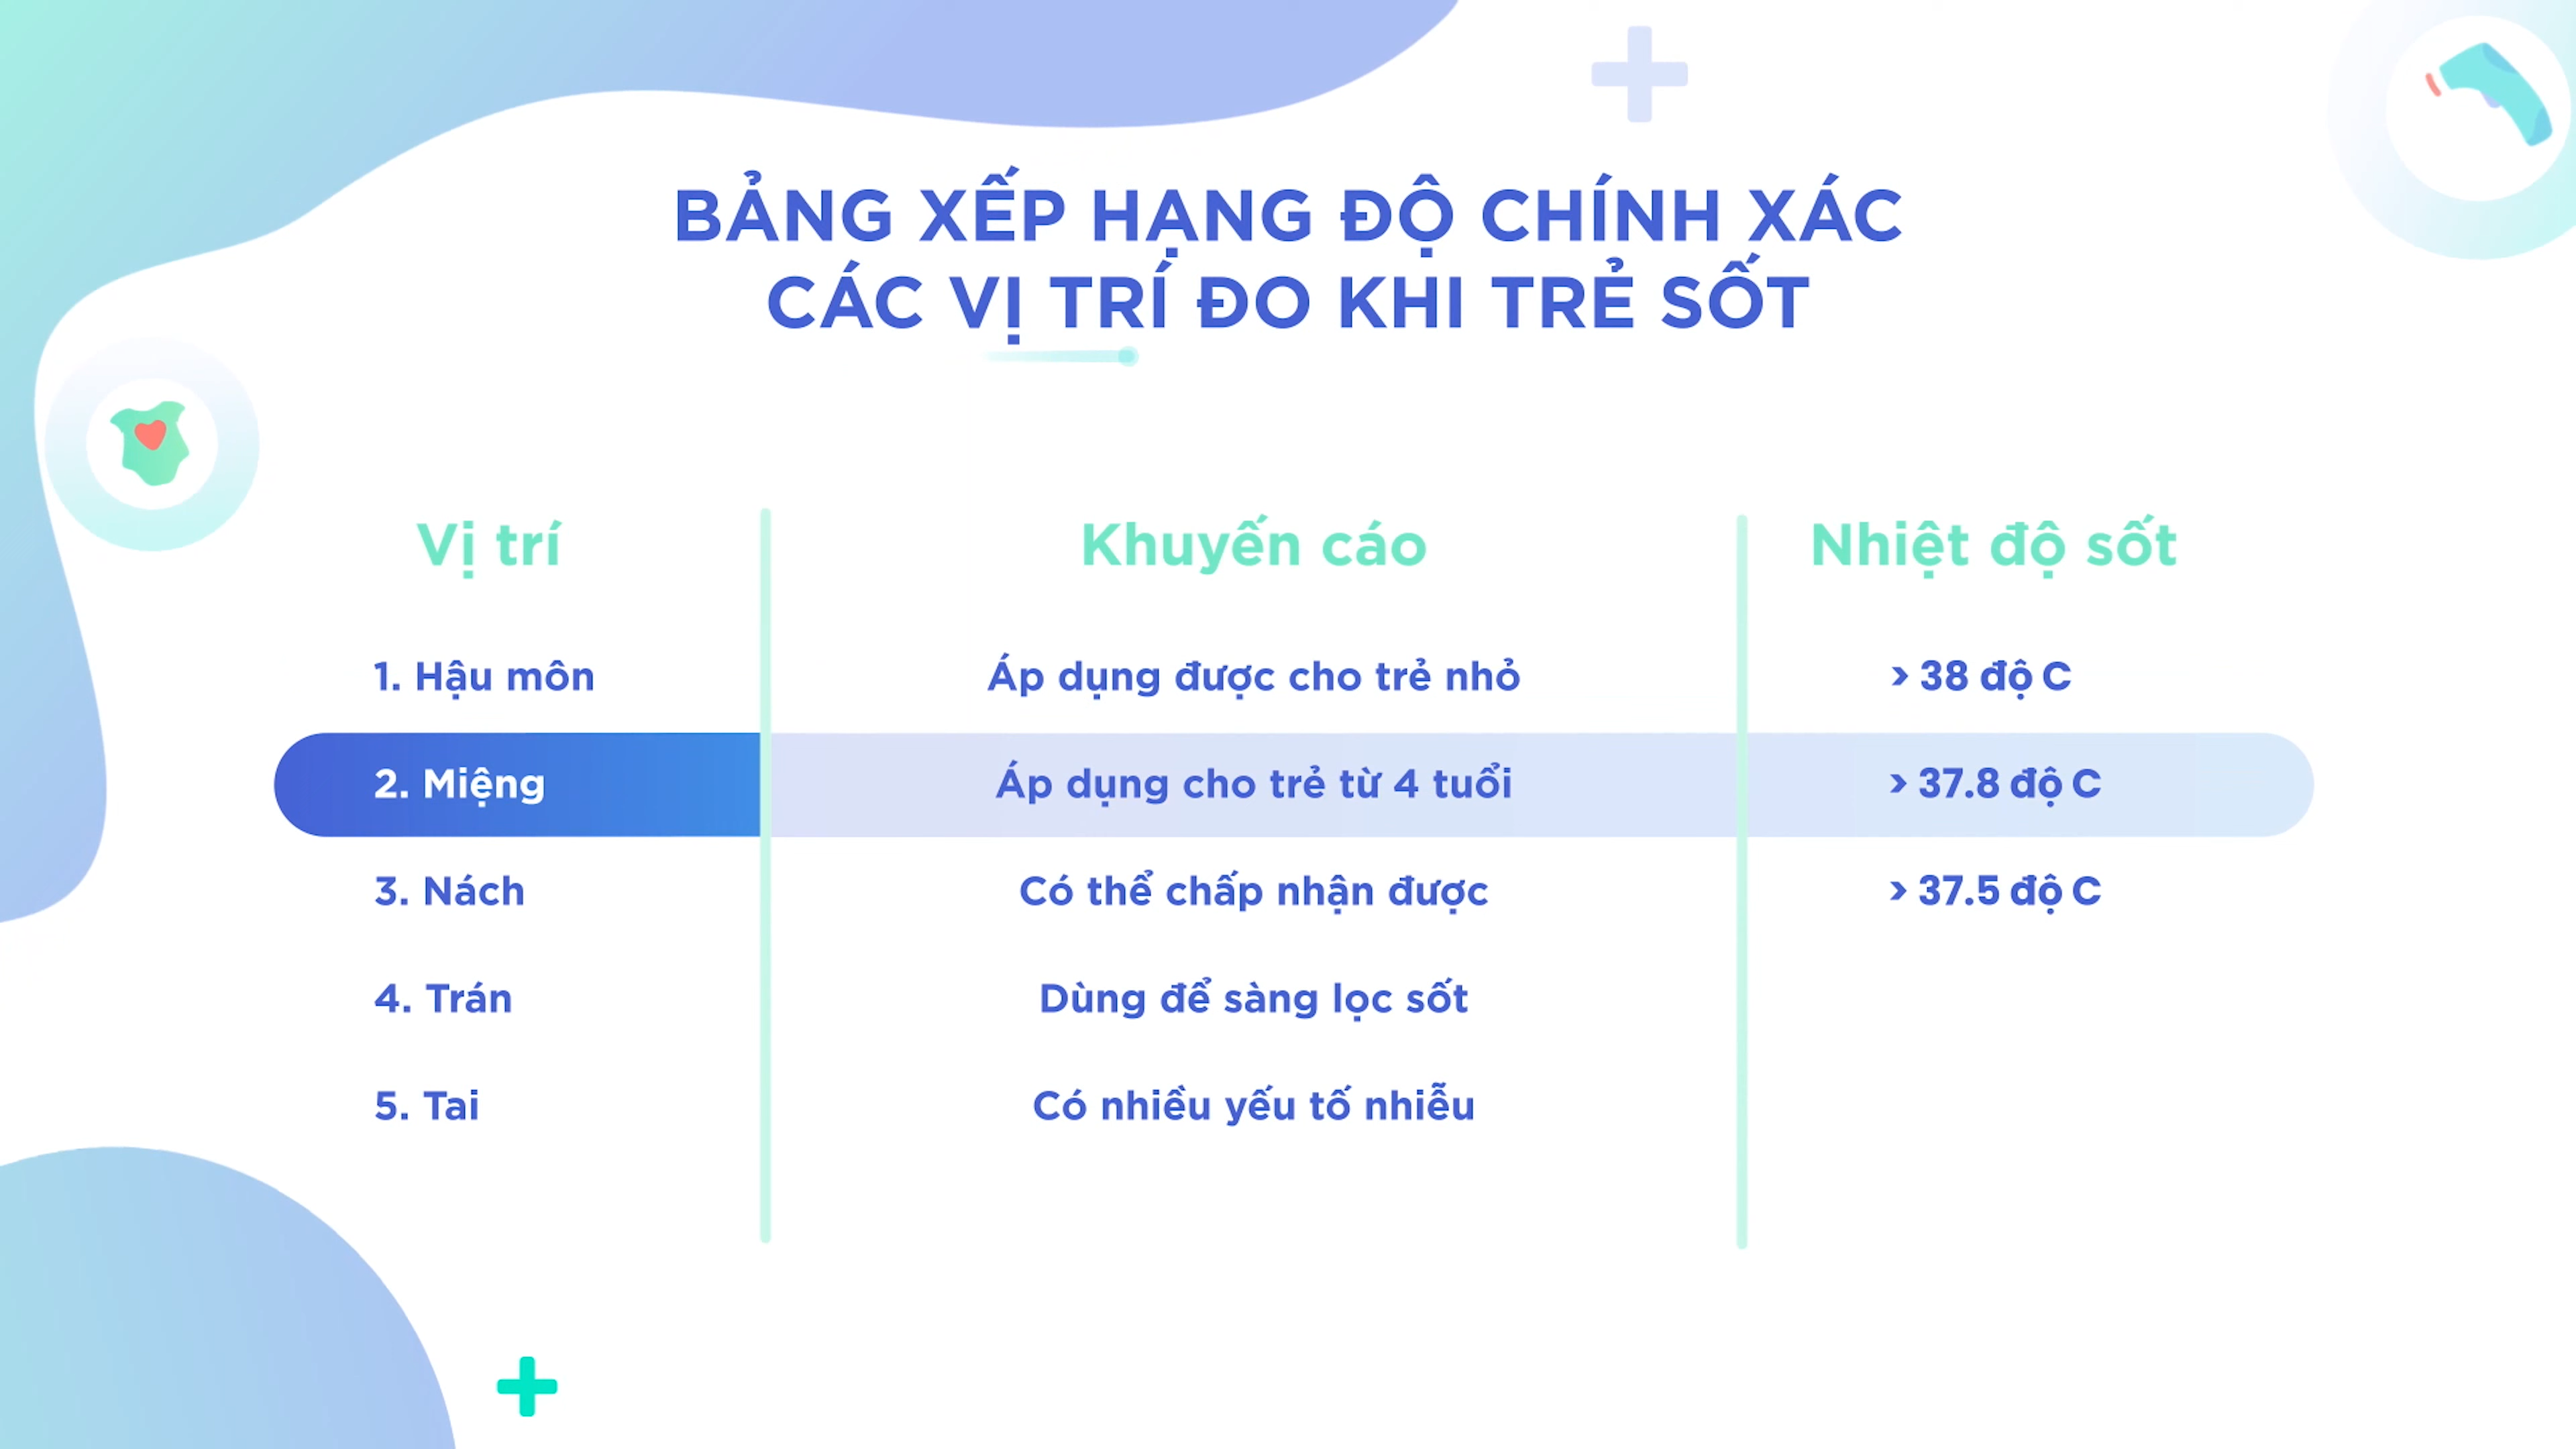 BẢNG XẾP HẠNG ĐỘ CHÍNH XÁC
CÁC VỊ TRÍ ĐO KHI TRẺ SỐT
Vị trí Khuyến cáo Nhiệt độ sốt
1. Hậu môn Áp dụng được cho trẻ nhỏ > 38 độ C
2. Miệng Áp dụng cho trẻ từ 4 tuổi > 37.8 độ C
3. Nách Có thể chấp nhận được > 37.5 độ C
4. Trán Dùng để sàng lọc sốt
5. Tai Có nhiều yếu tố nhiễu